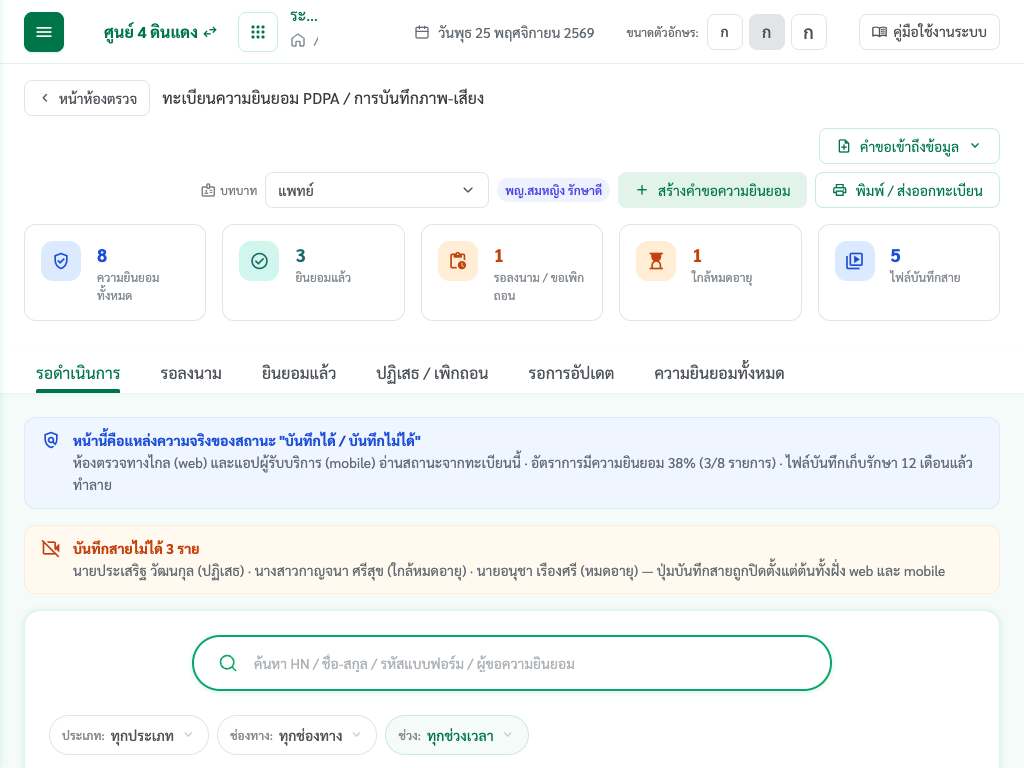 ศูนย์ 4 ดินแดง
ระ...
/
วันพุธ 25 พฤศจิกายน 2569
ขนาดตัวอักษร:
ก
ก
ก
คู่มือใช้งานระบบ
หน้าห้องตรวจ
ทะเบียนความยินยอม PDPA / การบันทึกภาพ-เสียง
คำขอเข้าถึงข้อมูล
บทบาท
แพทย์
พญ.สมหญิง รักษาดี
+ สร้างคำขอความยินยอม
พิมพ์ / ส่งออกทะเบียน
8
ความยินยอม
ทั้งหมด
3
ยินยอมแล้ว
1
รอลงนาม / ขอเพิก
ถอน
1
ใกล้หมดอายุ
5
ไฟล์บันทึกสาย
รอดำเนินการ
รอลงนาม
ยินยอมแล้ว
ปฏิเสธ / เพิกถอน
รอการอัปเดต
ความยินยอมทั้งหมด
หน้านี้คือแหล่งความจริงของสถานะ "บันทึกได้ / บันทึกไม่ได้"
ห้องตรวจทางไกล (web) และแอปผู้รับบริการ (mobile) อ่านสถานะจากทะเบียนนี้ · อัตราการมีความยินยอม 38% (3/8 รายการ) · ไฟล์บันทึกเก็บรักษา 12 เดือนแล้ว
ทำลาย
บันทึกสายไม่ได้ 3 ราย
นายประเสริฐ วัฒนกุล (ปฏิเสธ) · นางสาวกาญจนา ศรีสุข (ใกล้หมดอายุ) · นายอนุชา เรืองศรี (หมดอายุ) — ปุ่มบันทึกสายถูกปิดตั้งแต่ต้นทั้งฝั่ง web และ mobile
ค้นหา HN / ชื่อ-สกุล / รหัสแบบฟอร์ม / ผู้ขอความยินยอม
ประเภท: ทุกประเภท
ช่องทาง: ทุกช่องทาง
ช่วง: ทุกช่วงเวลา